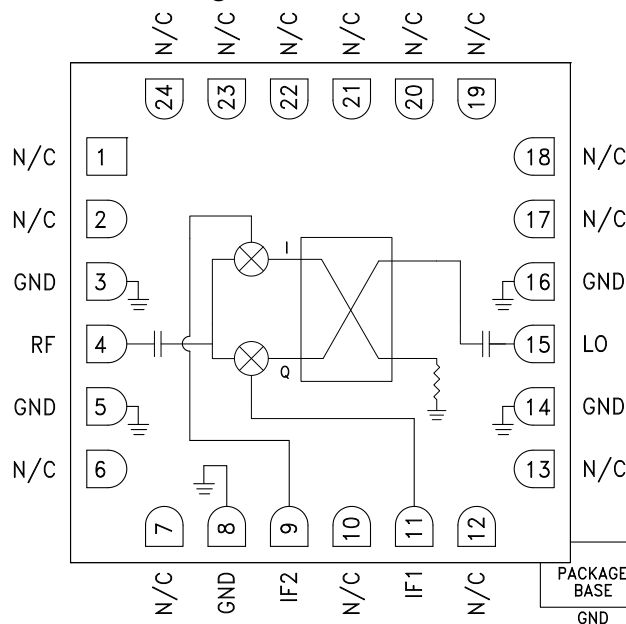 N/C N/C N/C N/C N/C N/C
24 23 22 21 20 19
N/C 1 18 N/C
N/C 2 17 N/C
GND 3 16 GND
I
RF 4 15 LO
Q
GND 5 14 GND
N/C 6 13 N/C
7 8 9 10 11 12
N/C GND IF2 N/C IF1 N/C
PACKAGE
BASE
GND